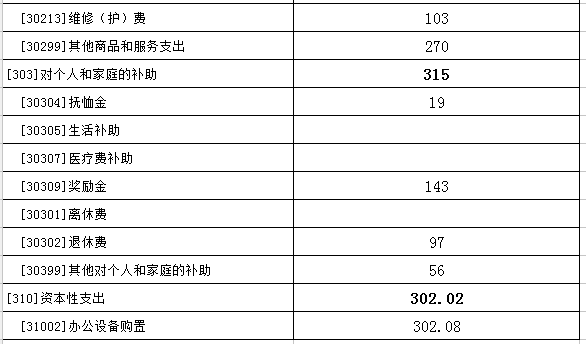 [30213]维修（护）费 103
[30299]其他商品和服务支出 270
[303]对个人和家庭的补助 315
[30304]抚恤金 19
[30305]生活补助
[30307]医疗费补助
[30309]奖励金 143
[30301]离休费
[30302]退休费 97
[30399]其他对个人和家庭的补助 56
[310]资本性支出 302.02
[31002]办公设备购置 302.08